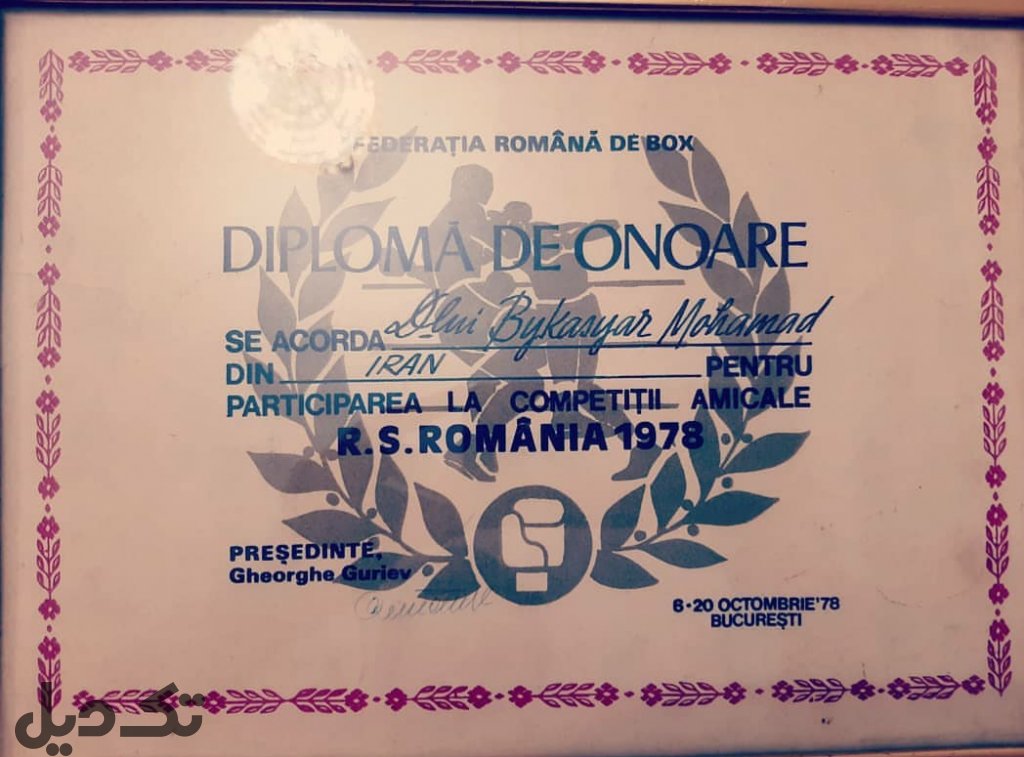 FEDERAȚIA ROMÂNĂ DE BOX
DIPLOMĂ DE ONOARE
SE ACORDA D-lui Bykasyar Mohamad
DIN IRAN PENTRU
PARTICIPAREA LA COMPETIȚII AMICALE
R.S.ROMÂNIA 1978
PREȘEDINTE,
Gheorghe Guriev
6-20 OCTOMBRIE'78
BUCUREȘTI
تک دیل